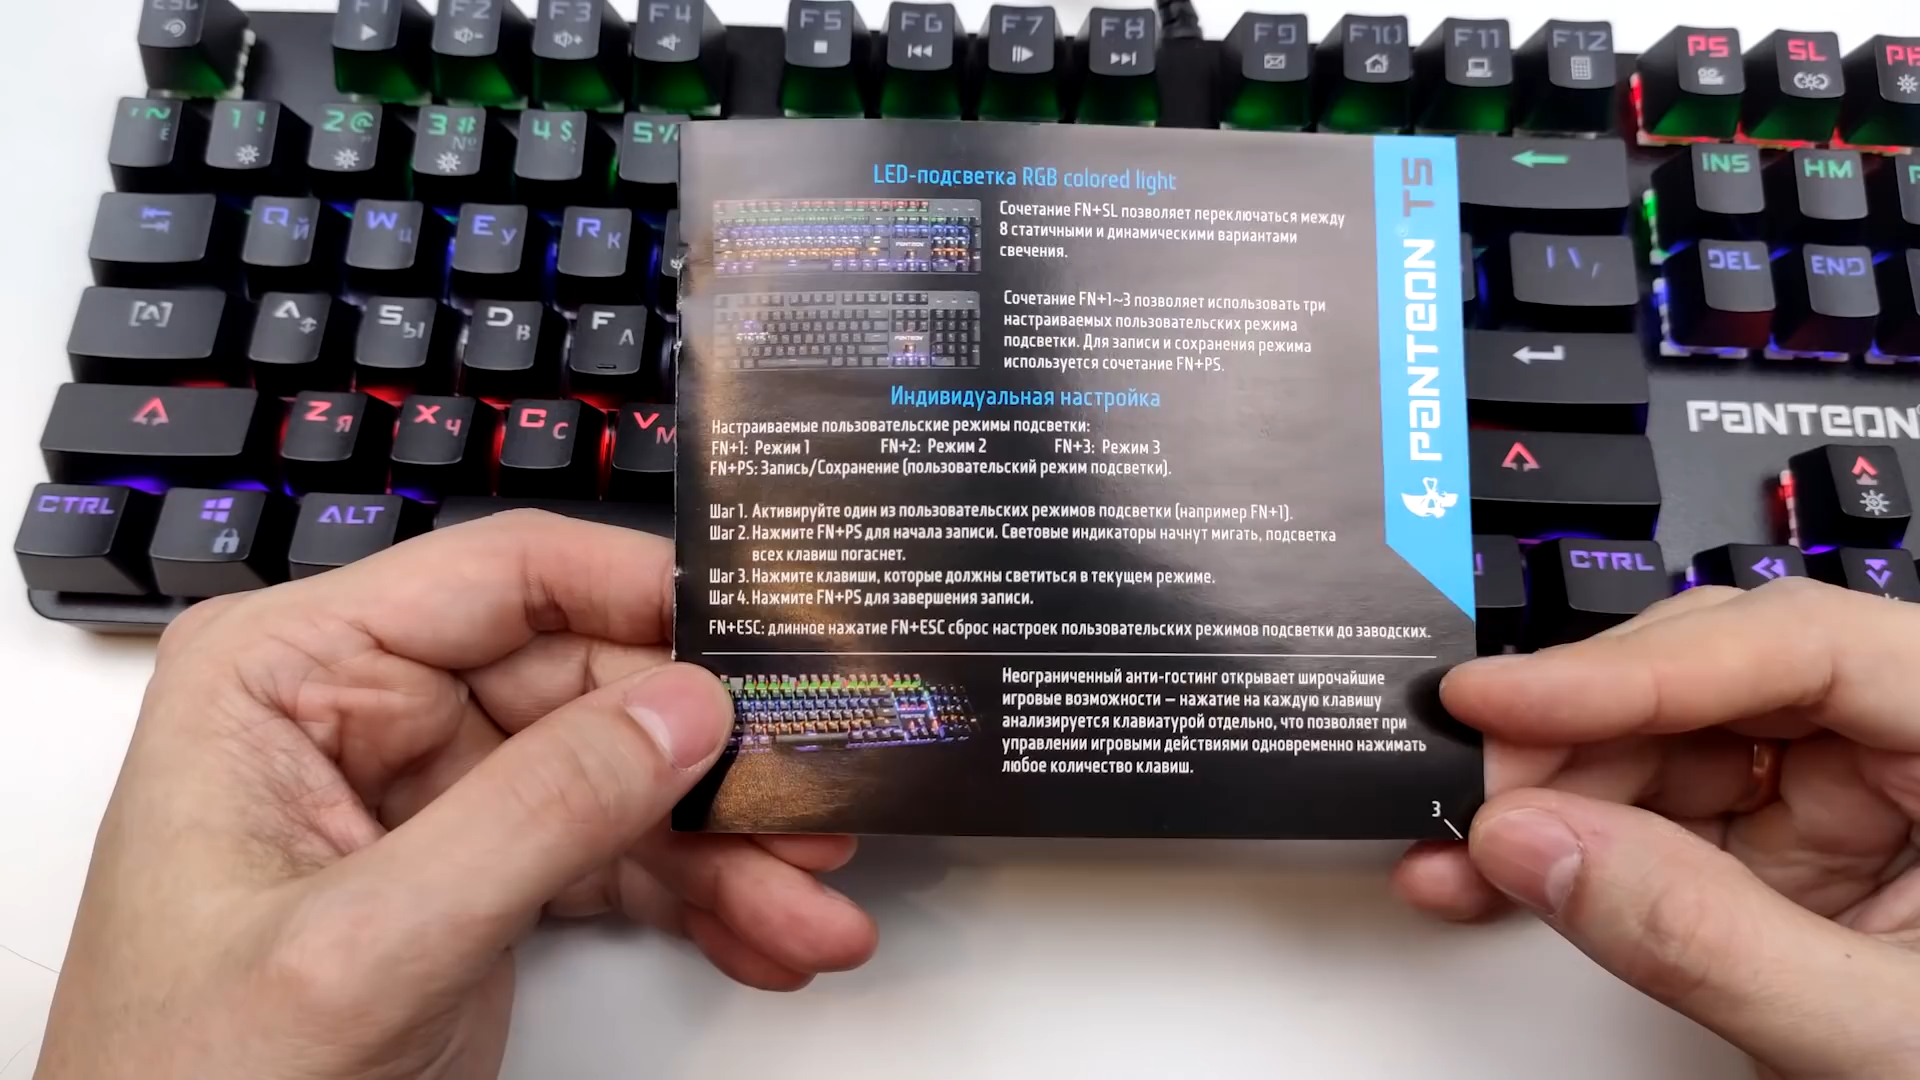 ESC F1 F2 F3 F4 F5 F6 F7 F8 F9 F10 F11 F12 PS SL
1 ! 2 @ 3 # № 4 $ 5 % INS HM
Q Й W Ц E У R К \ | / DEL END
A Ф S Ы D В F А
Z Я X Ч C С V М
CTRL ALT CTRL
PANTEON
LED-подсветка RGB colored light
Сочетание FN+SL позволяет переключаться между
8 статичными и динамическими вариантами
свечения.
Сочетание FN+1~3 позволяет использовать три
настраиваемых пользовательских режима
подсветки. Для записи и сохранения режима
используется сочетание FN+PS.
Индивидуальная настройка
Настраиваемые пользовательские режимы подсветки:
FN+1: Режим 1 FN+2: Режим 2 FN+3: Режим 3
FN+PS: Запись/Сохранение (пользовательский режим подсветки).
Шаг 1. Активируйте один из пользовательских режимов подсветки (например FN+1).
Шаг 2. Нажмите FN+PS для начала записи. Световые индикаторы начнут мигать, подсветка
всех клавиш погаснет.
Шаг 3. Нажмите клавиши, которые должны светиться в текущем режиме.
Шаг 4. Нажмите FN+PS для завершения записи.
FN+ESC: длинное нажатие FN+ESC сброс настроек пользовательских режимов подсветки до заводских.
Неограниченный анти-гостинг открывает широчайшие
игровые возможности – нажатие на каждую клавишу
анализируется клавиатурой отдельно, что позволяет при
управлении игровыми действиями одновременно нажимать
любое количество клавиш.
3
PANTEON® T5